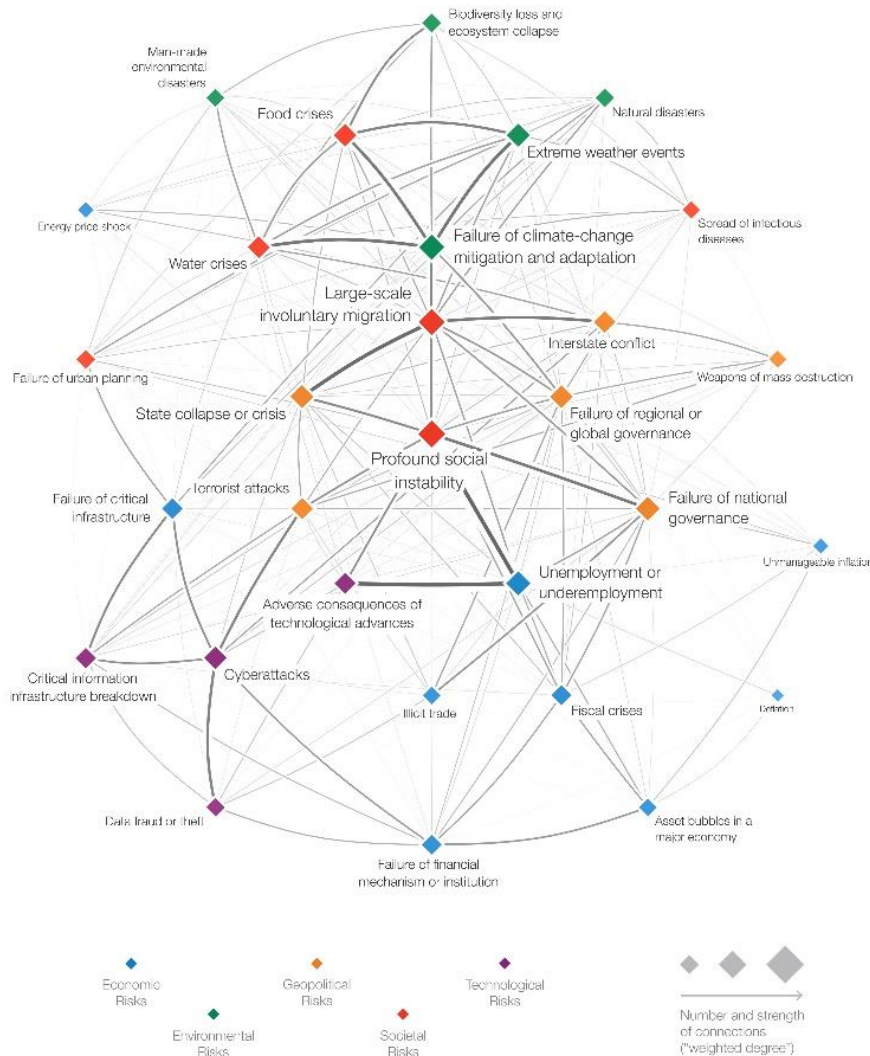 Biodiversity loss and
ecosystem collapse
Man-made
environmental
disasters
Food crises
Natural disasters
Extreme weather events
Energy price shock
Spread of infectious
diseases
Water crises
Failure of climate-change
mitigation and adaptation
Large-scale
involuntary migration
Interstate conflict
Failure of urban planning
Weapons of mass destruction
State collapse or crisis
Failure of regional or
global governance
Profound social
instability
Failure of critical
infrastructure
Terrorist attacks
Failure of national
governance
Unmanageable inflation
Adverse consequences of
technological advances
Unemployment or
underemployment
Critical information
infrastructure breakdown
Cyberattacks
Illicit trade
Fiscal crises
Deflation
Data fraud or theft
Asset bubbles in a
major economy
Failure of financial
mechanism or institution
Economic
Risks
Geopolitical
Risks
Technological
Risks
Environmental
Risks
Societal
Risks
Number and strength
of connections
("weighted degree")